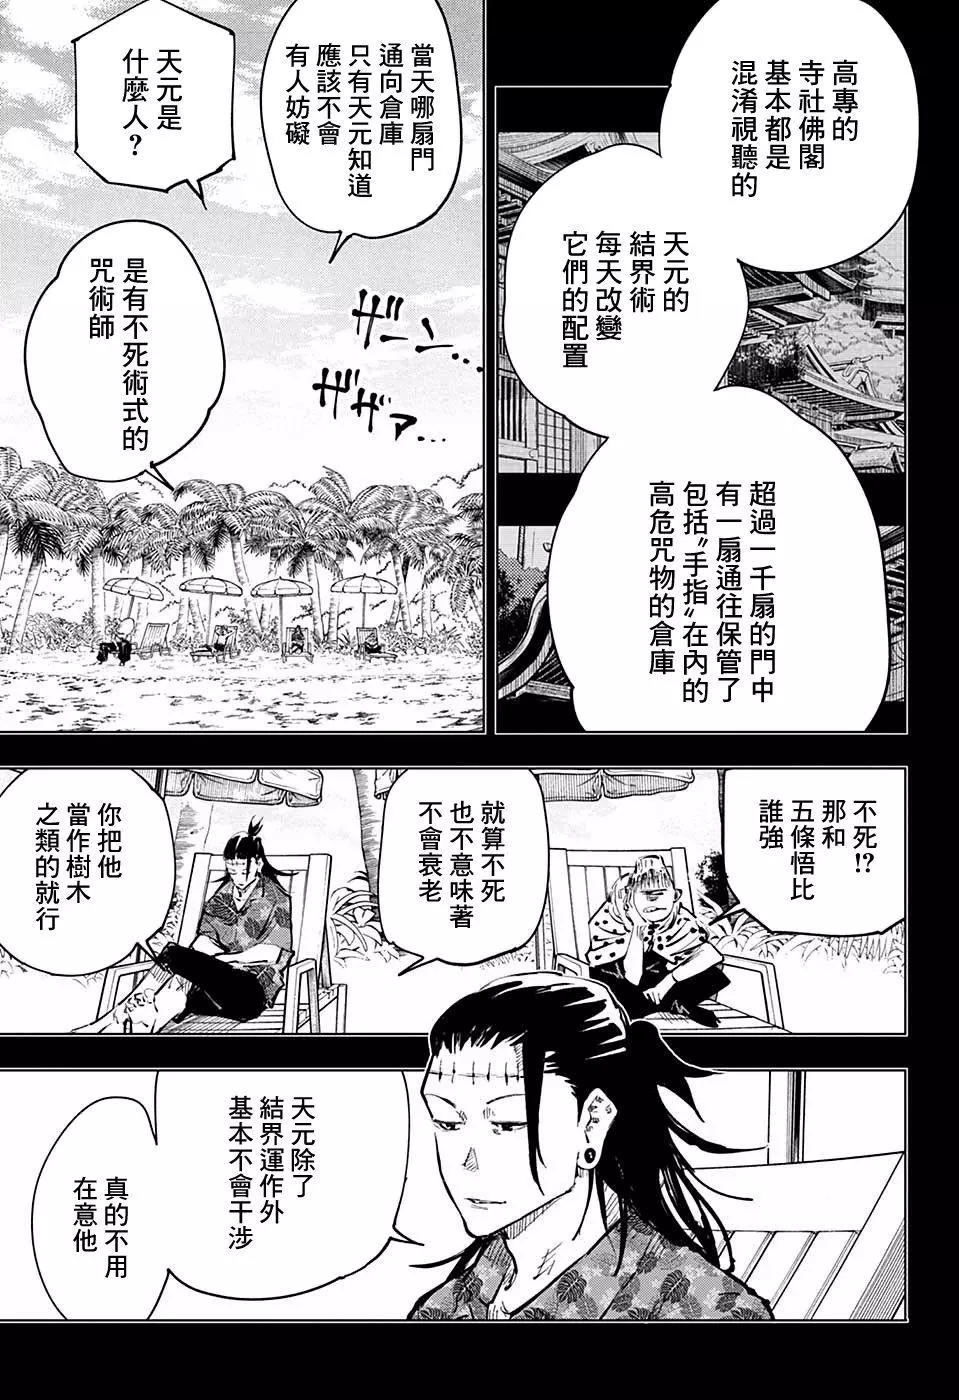 高專的
寺社佛閣
基本都是
混淆視聽的
天元的
結界術
每天改變
它們的配置
超過一千扇的門中
有一扇通往保管了
包括〞手指〞在內的
高危咒物的倉庫
當天哪扇門
通向倉庫
只有天元知道
應該不會
有人妨礙
天元是
什麼人？
是有不死術式的
咒術師
ザザーン…
ザザァ…
不死!?
那和
五條悟比
誰強
就算不死
也不意味著
不會衰老
你把他
當作樹木
之類的就行
天元除了
結界運作外
基本不會干涉
真的不用
在意他